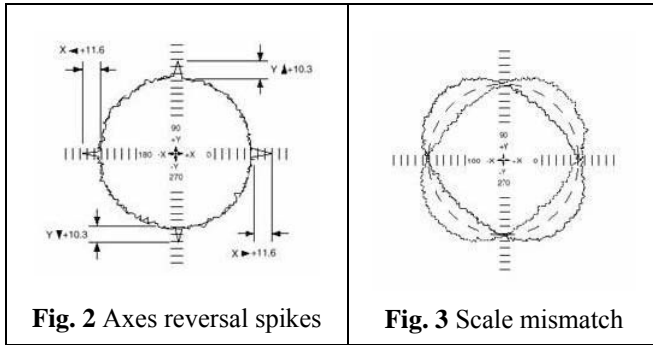 X ◄+11.6
Y ▲+10.3
90
+Y
180 -X +X 0
-Y
270
Y ▼+10.3
X ►+11.6
Fig. 2 Axes reversal spikes
90
+Y
-X +X 0
-Y
270
Fig. 3 Scale mismatch